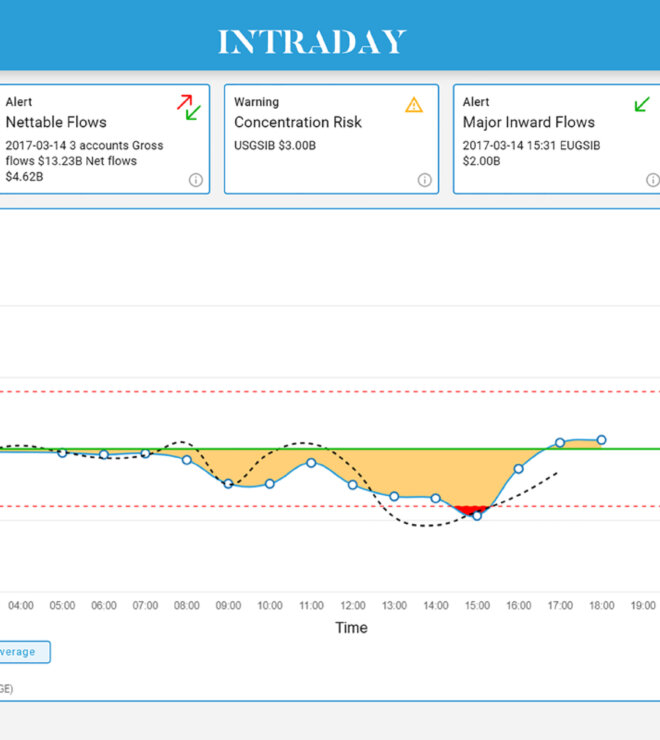 INTRADAY
Alert
Nettable Flows
2017-03-14 3 accounts Gross
flows $13.23B Net flows
$4.62B
Warning
Concentration Risk
USGSIB $3.00B
Alert
Major Inward Flows
2017-03-14 15:31 EUGSIB
$2.00B
04:00 05:00 06:00 07:00 08:00 09:00 10:00 11:00 12:00 13:00 14:00 15:00 16:00 17:00 18:00 19:00
Time
verage
GE)